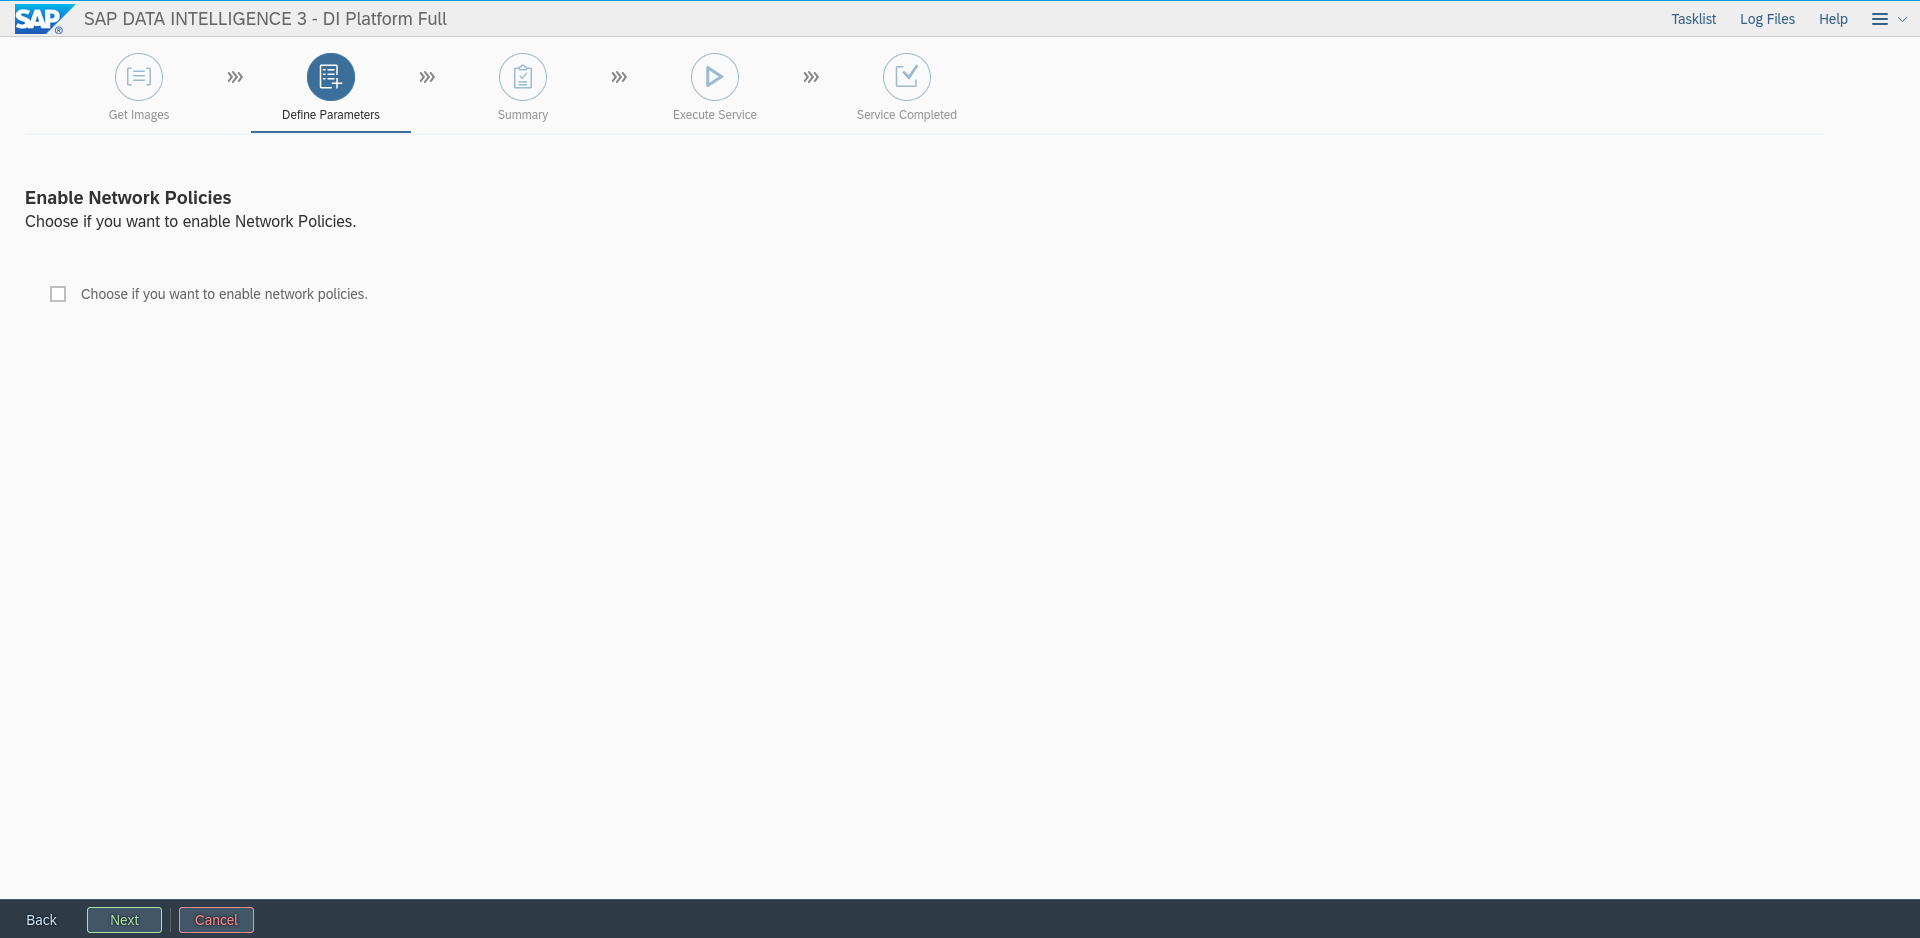 SAP ® SAP DATA INTELLIGENCE 3 - DI Platform Full Tasklist Log Files Help
Get Images Define Parameters Summary Execute Service Service Completed
Enable Network Policies
Choose if you want to enable Network Policies.
Choose if you want to enable network policies.
Back Next Cancel